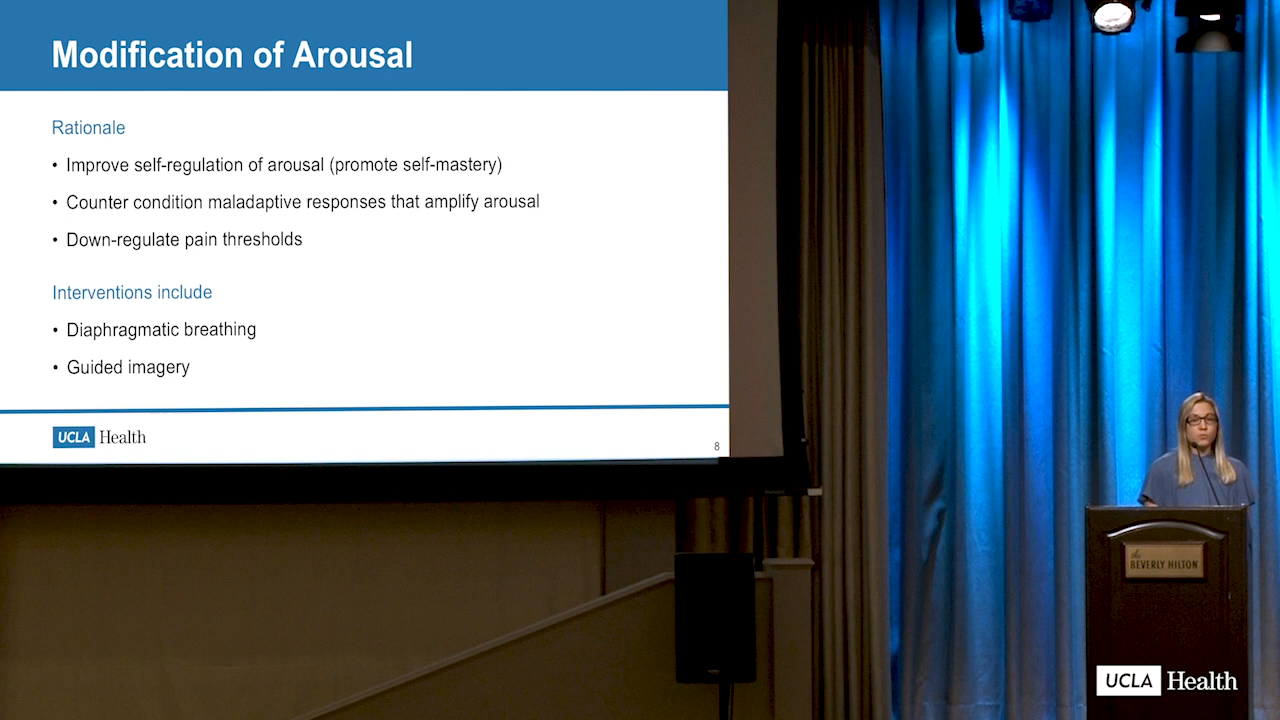 Modification of Arousal
Rationale
• Improve self-regulation of arousal (promote self-mastery)
• Counter condition maladaptive responses that amplify arousal
• Down-regulate pain thresholds
Interventions include
• Diaphragmatic breathing
• Guided imagery
UCLA Health
8
the
BEVERLY HILTON
UCLA Health